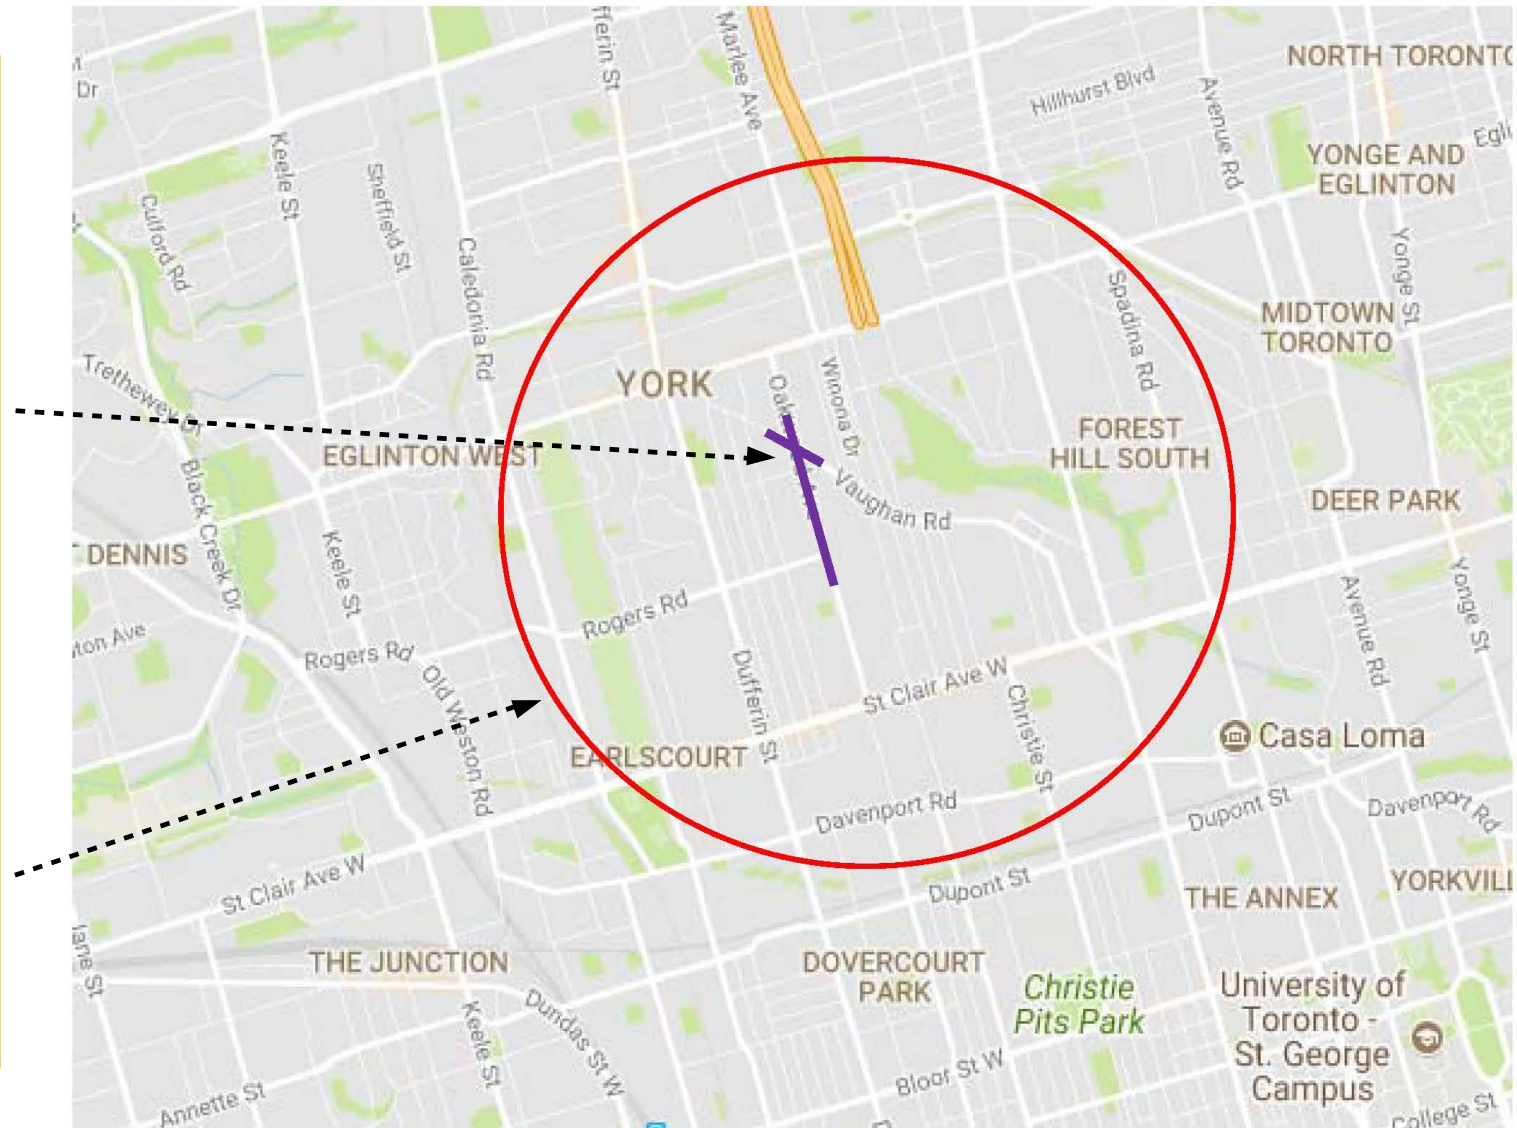 NORTH TORONTO
Dr
fferin St
Marlee Ave
Hillhurst Blvd
Avenue Rd
Keele St
Sheffield St
Culford Rd
YONGE AND
EGLINTON
Caledonia Rd
Yonge St
Spadina Rd
MIDTOWN
TORONTO
Trethewey Dr
YORK
Winona Dr
FOREST
HILL SOUTH
EGLINTON WEST
Vaughan Rd
DEER PARK
Black Creek Dr
DENNIS
Keele St
Rogers Rd
Yonge St
Avenue Rd
ton Ave
Rogers Rd
Old Weston Rd
Dufferin St
St Clair Ave W
Christie St
Casa Loma
EARLSCOURT
Davenport Rd
Dupont St
Davenport Rd
St Clair Ave W
Dupont St
THE ANNEX
YORKVILL
lane St
THE JUNCTION
DOVERCOURT
PARK
Christie
Pits Park
University of
Toronto -
St. George
Campus
Keele St
Dundas St W
Bloor St W
Annette St
College St